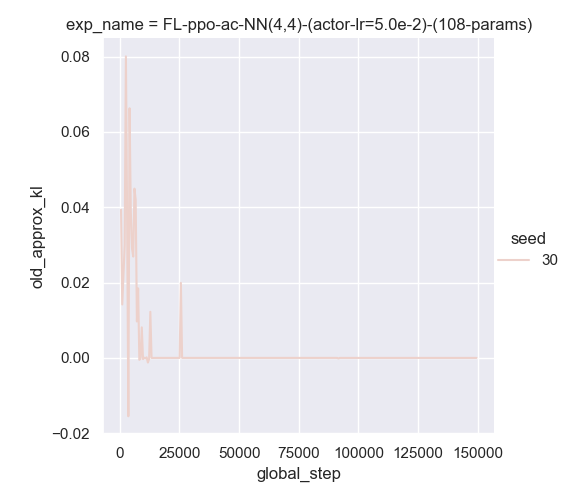 exp_name = FL-ppo-ac-NN(4,4)-(actor-lr=5.0e-2)-(108-params)
0.08
0.06
0.04
0.02
0.00
−0.02
old_approx_kl
0 25000 50000 75000 100000 125000 150000
global_step
seed
30